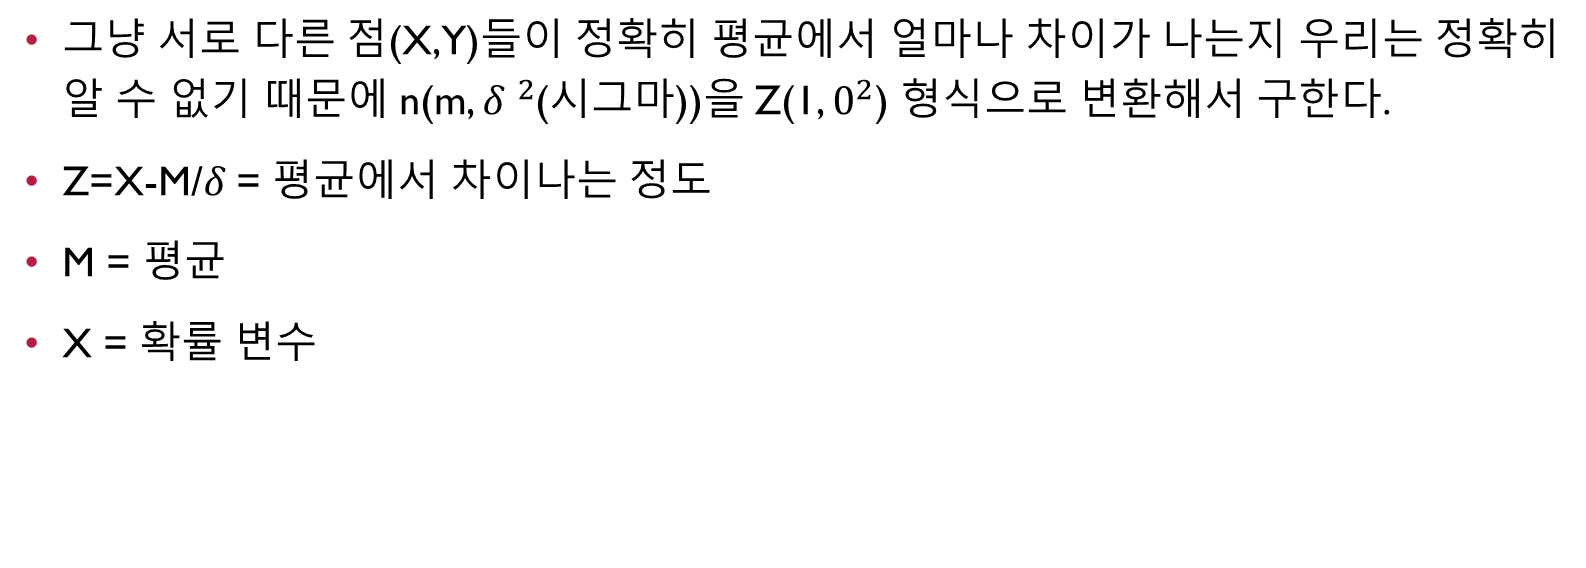 • 그냥 서로 다른 점(X,Y)들이 정확히 평균에서 얼마나 차이가 나는지 우리는 정확히
알 수 없기 때문에 n(m, 𝛿 ²(시그마))을 Z(1, 0²) 형식으로 변환해서 구한다.
• Z=X-M/𝛿 = 평균에서 차이나는 정도
• M = 평균
• X = 확률 변수